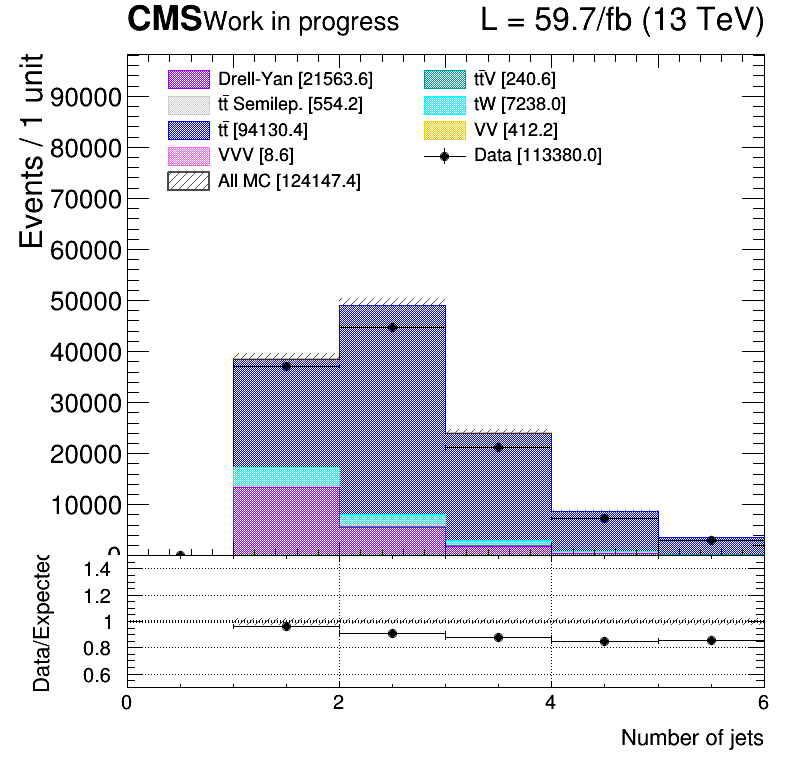 CMS Work in progress L = 59.7/fb (13 TeV)
Events / 1 unit
Drell-Yan [21563.6] tt̄V [240.6]
tt̄ Semilep. [554.2] tW [7238.0]
tt̄ [94130.4] VV [412.2]
VVV [8.6] Data [113380.0]
All MC [124147.4]
90000
80000
70000
60000
50000
40000
30000
20000
10000
0
Data/Expected
1.4
1.2
1
0.8
0.6
0 2 4 6
Number of jets